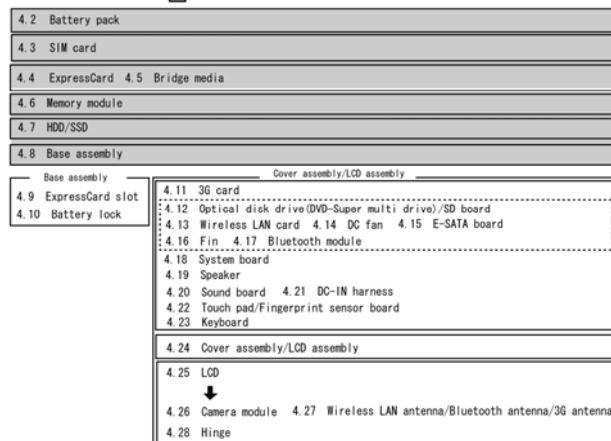 4.2 Battery pack
4.3 SIM card
4.4 ExpressCard 4.5 Bridge media
4.6 Memory module
4.7 HDD/SSD
4.8 Base assembly
Base assembly
4.9 ExpressCard slot
4.10 Battery lock
Cover assembly/LCD assembly
4.11 3G card
4.12 Optical disk drive(DVD-Super multi drive)/SD board
4.13 Wireless LAN card 4.14 DC fan 4.15 E-SATA board
4.16 Fin 4.17 Bluetooth module
4.18 System board
4.19 Speaker
4.20 Sound board 4.21 DC-IN harness
4.22 Touch pad/Fingerprint sensor board
4.23 Keyboard
4.24 Cover assembly/LCD assembly
4.25 LCD
4.26 Camera module 4.27 Wireless LAN antenna/Bluetooth antenna/3G antenna
4.28 Hinge